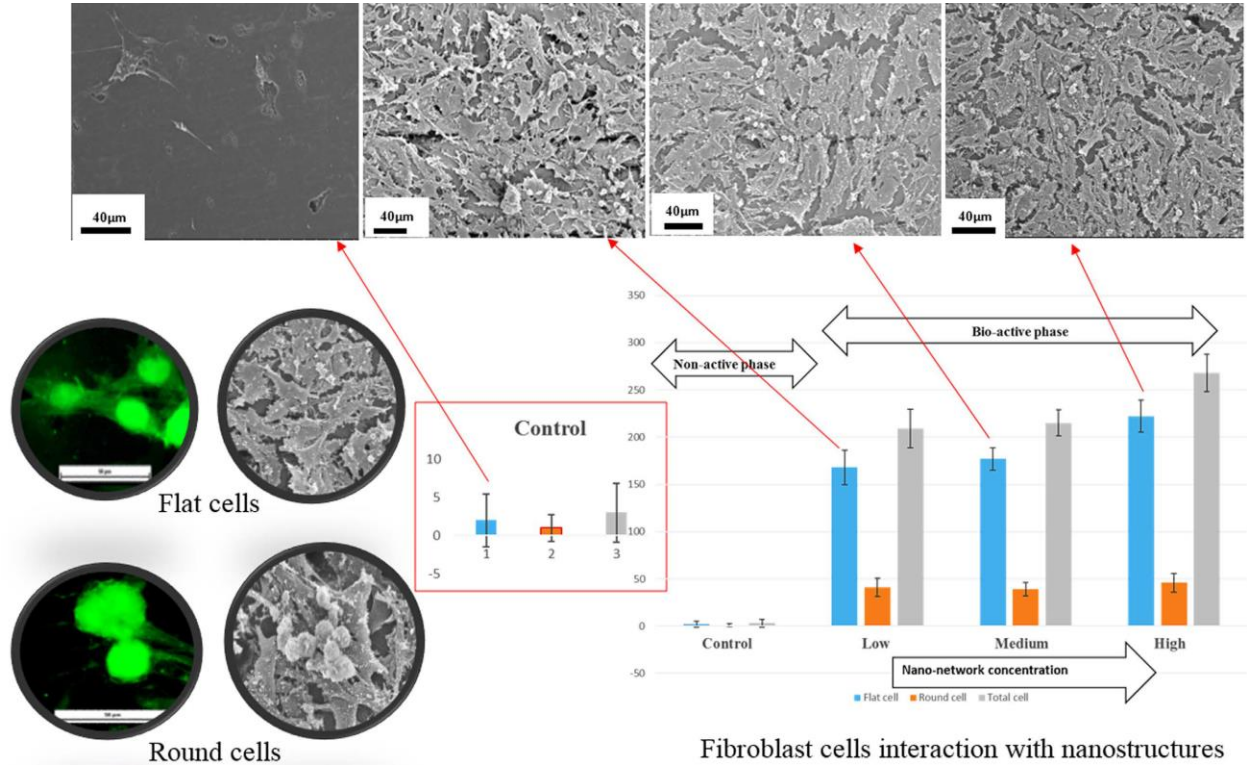 40µm
40µm
40µm
40µm
350
300
250
200
150
100
50
0
-50
Bio-active phase
Non-active phase
Control
10
5
0
-5
1
2
3
Flat cells
Round cells
Control
Low
Medium
High
Nano-network concentration
Flat cell
Round cell
Total cell
Fibroblast cells interaction with nanostructures